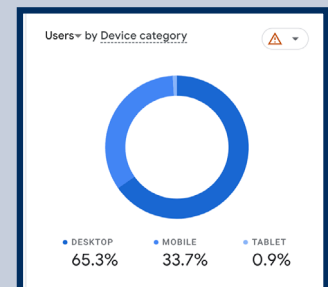 Users by Device category
DESKTOP MOBILE TABLET
65.3% 33.7% 0.9%